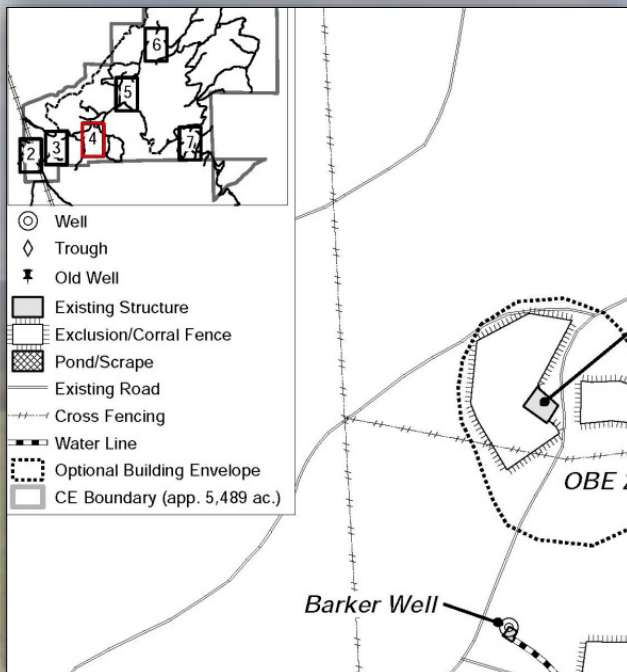 6
5
4
3
2
7
Well
Trough
Old Well
Existing Structure
Exclusion/Corral Fence
Pond/Scrape
Existing Road
Cross Fencing
Water Line
Optional Building Envelope
CE Boundary (app. 5,489 ac.)
OBE
Barker Well